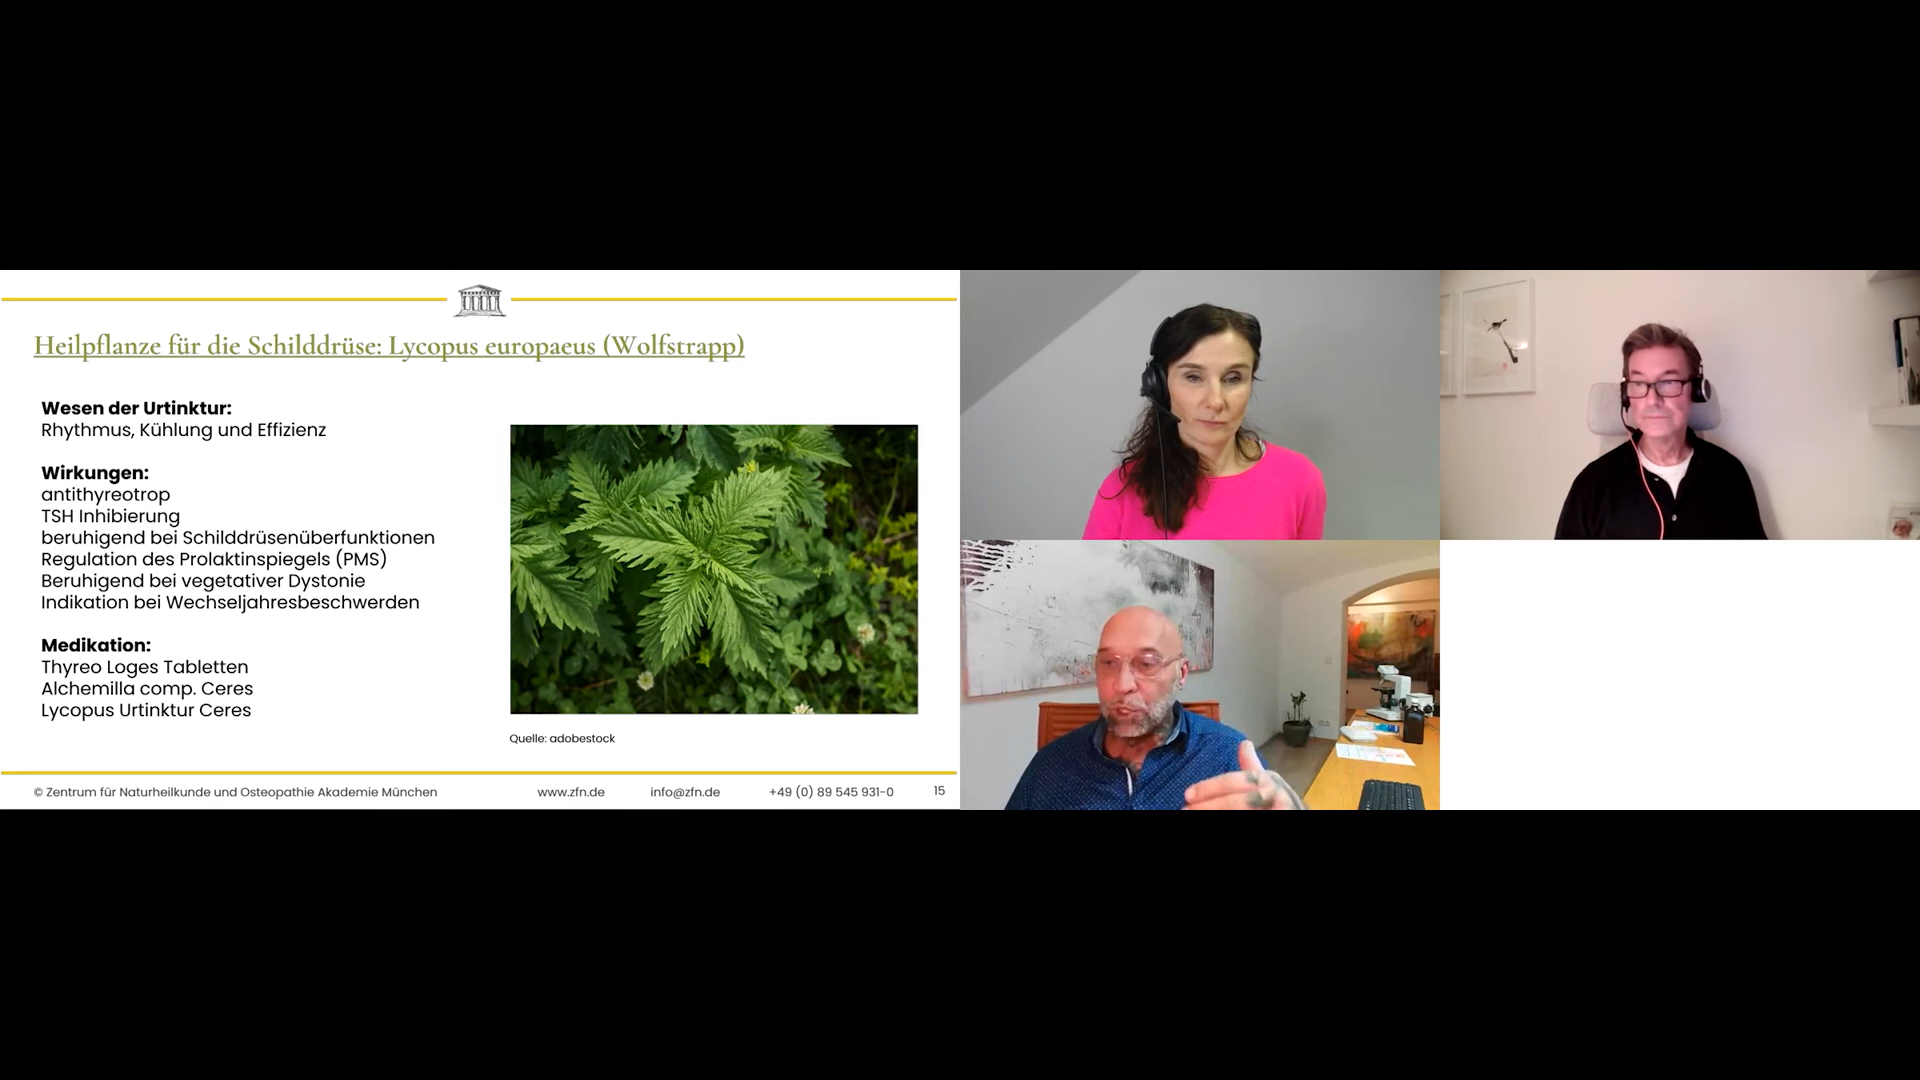 Heilpflanze für die Schilddrüse: Lycopus europaeus (Wolfstrapp)
Wesen der Urtinktur:
Rhythmus, Kühlung und Effizienz
Wirkungen:
antithyreotrop
TSH Inhibierung
beruhigend bei Schilddrüsenüberfunktionen
Regulation des Prolaktinspiegels (PMS)
Beruhigend bei vegetativer Dystonie
Indikation bei Wechseljahresbeschwerden
Medikation:
Thyreo Loges Tabletten
Alchemilla comp. Ceres
Lycopus Urtinktur Ceres
Quelle: adobestock
© Zentrum für Naturheilkunde und Osteopathie Akademie München www.zfn.de info@zfn.de +49 (0) 89 545 931-0 15